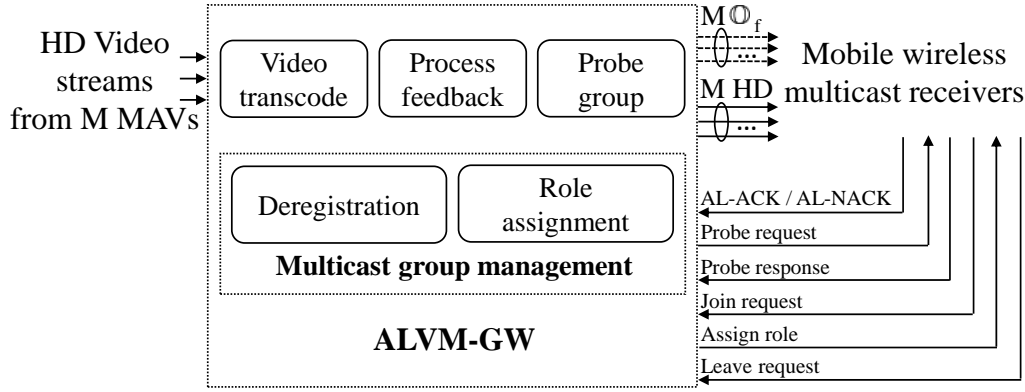 HD Video
streams
from M MAVs
Video
transcode
Process
feedback
Probe
group
Deregistration
Role
assignment
Multicast group management
ALVM-GW
M 𝕆f
...
M HD
...
Mobile wireless
multicast receivers
AL-ACK / AL-NACK
Probe request
Probe response
Join request
Assign role
Leave request